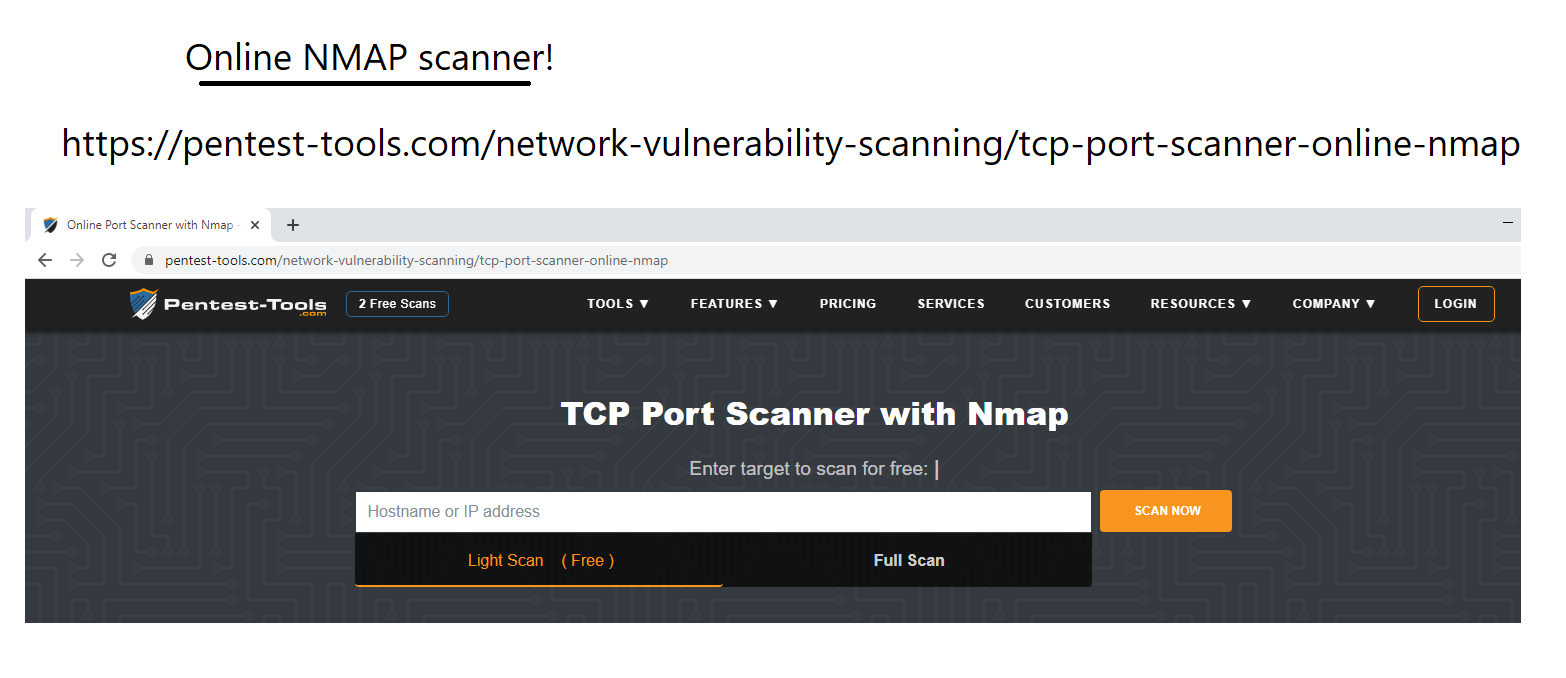 Online NMAP scanner!
https://pentest-tools.com/network-vulnerability-scanning/tcp-port-scanner-online-nmap
Online Port Scanner with Nmap -
pentest-tools.com/network-vulnerability-scanning/tcp-port-scanner-online-nmap
Pentest-Tools .com 2 Free Scans TOOLS ▼ FEATURES ▼ PRICING SERVICES CUSTOMERS RESOURCES ▼ COMPANY ▼ LOGIN
TCP Port Scanner with Nmap
Enter target to scan for free: |
Hostname or IP address SCAN NOW
Light Scan ( Free ) Full Scan